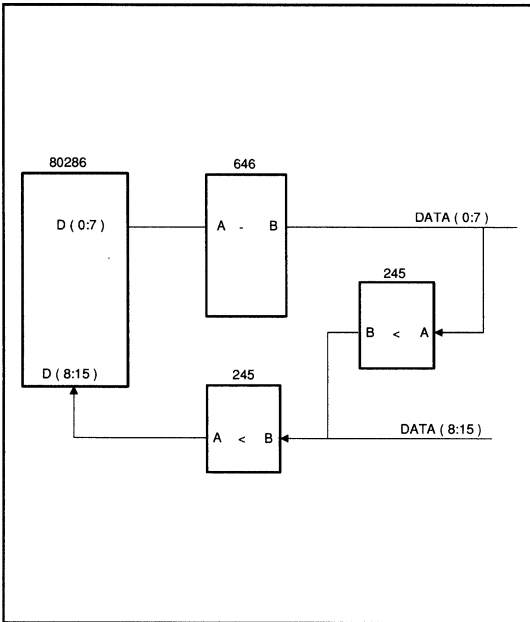 80286
646
D ( 0:7 )
A - B
DATA ( 0:7 )
245
B < A
D ( 8:15 )
245
A < B
DATA ( 8:15 )